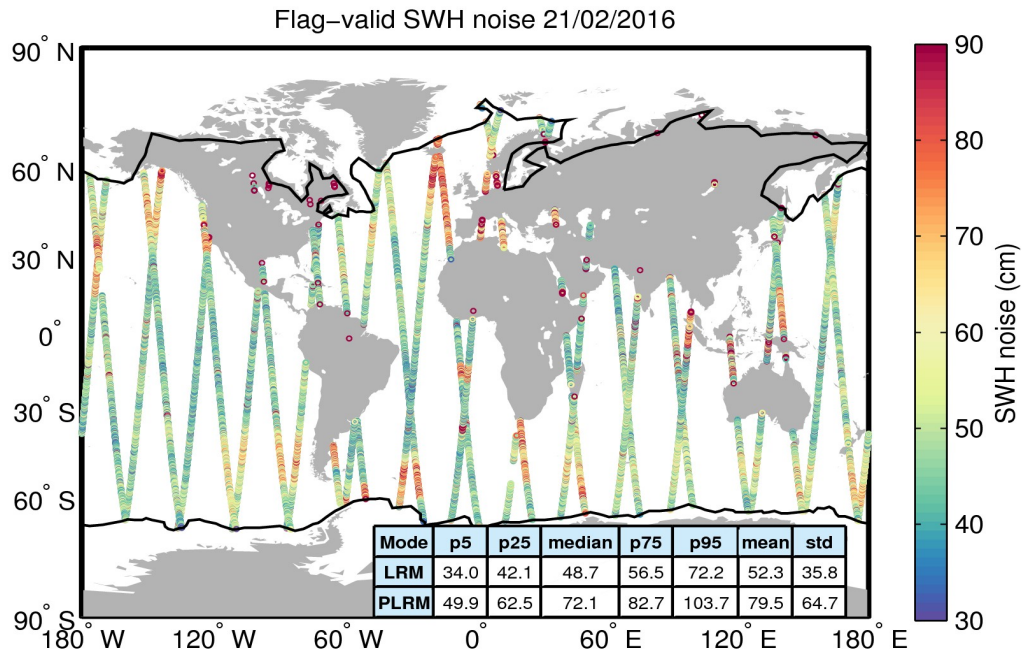 Flag−valid SWH noise 21/02/2016
90° N
60° N
30° N
0°
30° S
60° S
90° S
180° W
120° W
60° W
0°
60° E
120° E
180° E
Mode p5 p25 median p75 p95 mean std
LRM 34.0 42.1 48.7 56.5 72.2 52.3 35.8
PLRM 49.9 62.5 72.1 82.7 103.7 79.5 64.7
90
80
70
60
50
40
30
SWH noise (cm)